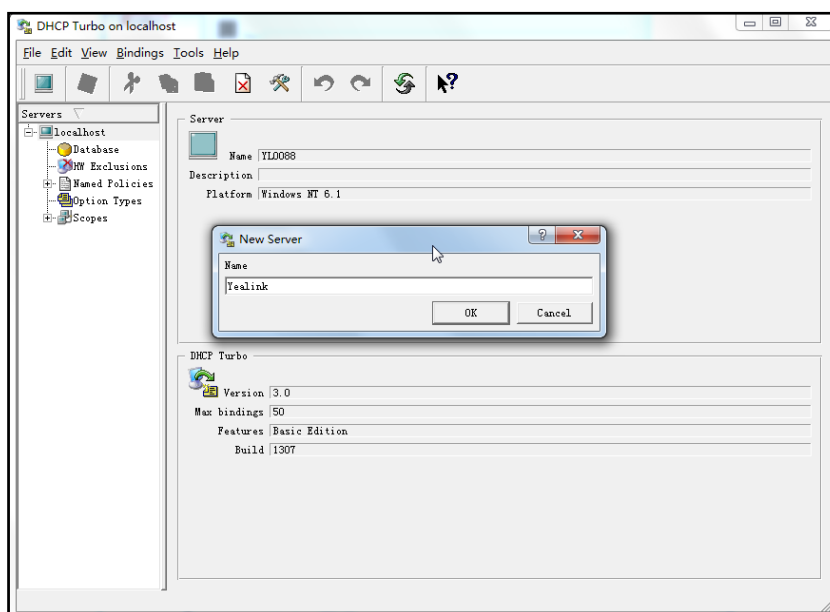 DHCP Turbo on localhost
File Edit View Bindings Tools Help
Servers
localhost
Database
HW Exclusions
Named Policies
Option Types
Scopes
Server
Name YL0088
Description
Platform Windows NT 6.1
New Server
Name
Yealink
OK Cancel
DHCP Turbo
Version 3.0
Max bindings 50
Features Basic Edition
Build 1307